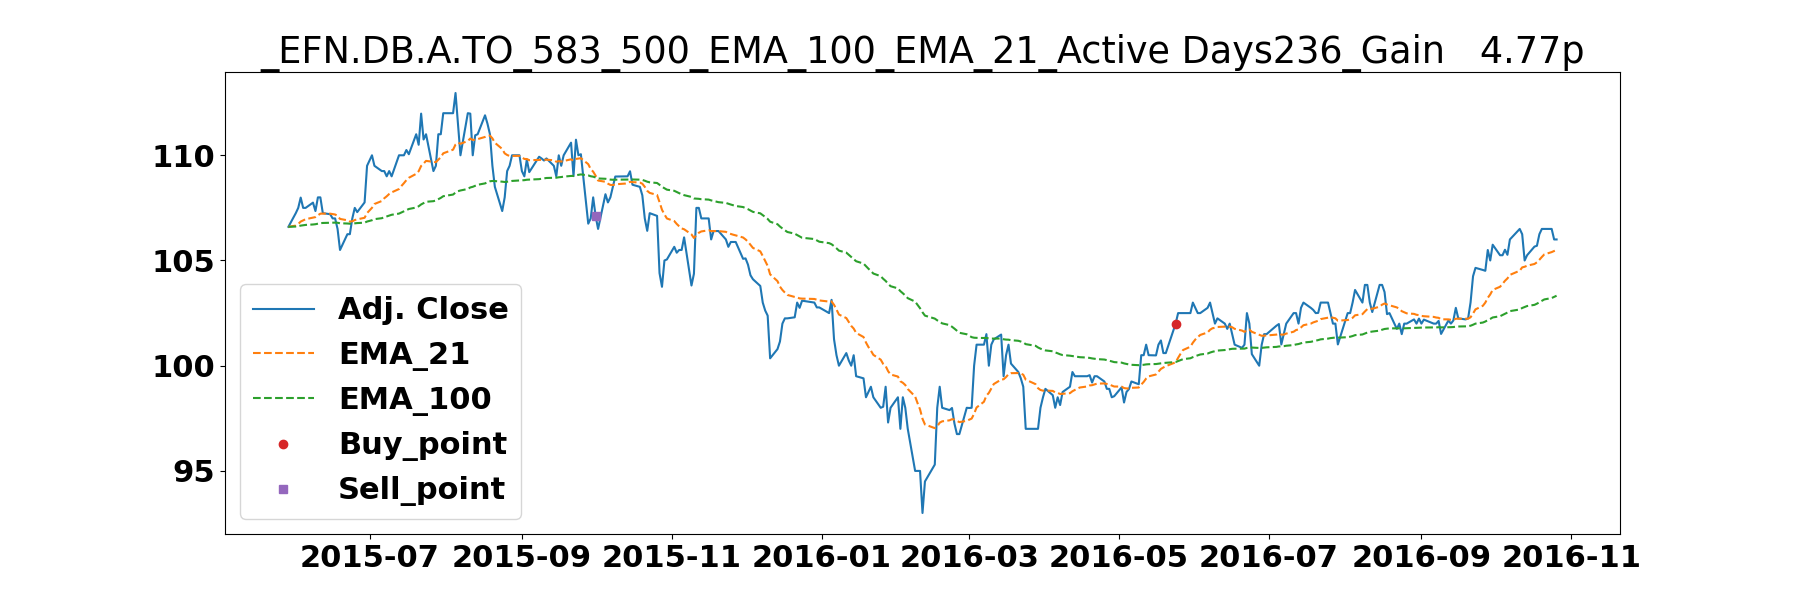 _EFN.DB.A.TO_583_500_EMA_100_EMA_21_Active Days236_Gain   4.77p
110
105
100
95
Adj. Close
EMA_21
EMA_100
Buy_point
Sell_point
2015-07 2015-09 2015-11 2016-01 2016-03 2016-05 2016-07 2016-09 2016-11